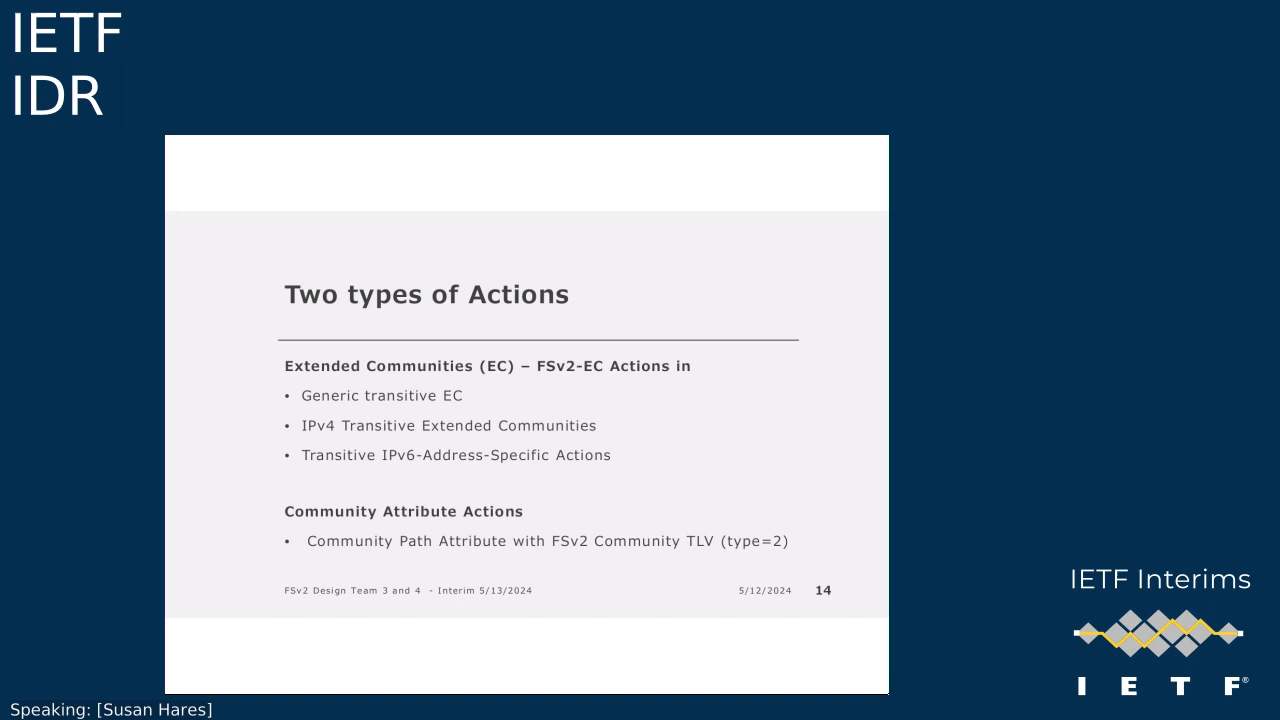 IETF
IDR
Two types of Actions
Extended Communities (EC) – FSv2-EC Actions in
• Generic transitive EC
• IPv4 Transitive Extended Communities
• Transitive IPv6-Address-Specific Actions
Community Attribute Actions
• Community Path Attribute with FSv2 Community TLV (type=2)
FSv2 Design Team 3 and 4 - Interim 5/13/2024 5/12/2024 14
IETF Interims
I E T F®
Speaking: [Susan Hares]